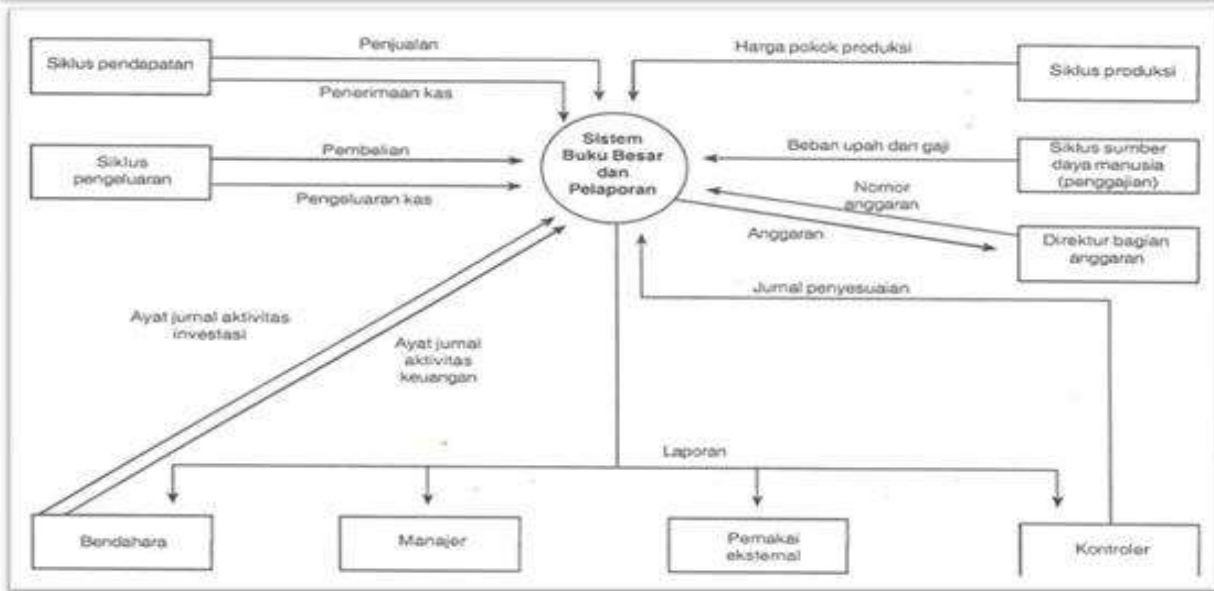 Siklus pendapatan
Penjualan
Penerimaan kas
Harga pokok produksi
Siklus produksi
Siklus
pengeluaran
Pembelian
Pengeluaran kas
Sistem
Buku Besar
dan
Pelaporan
Beban upah dan gaji
Siklus sumber
daya manusia
(penggajian)
Nomor
anggaran
Anggaran
Direktur bagian
anggaran
Jurnal penyesuaian
Ayat jurnal aktivitas
investasi
Ayat jurnal
aktivitas
keuangan
Laporan
Bendahara
Manajer
Pemakai
eksternal
Kontroler